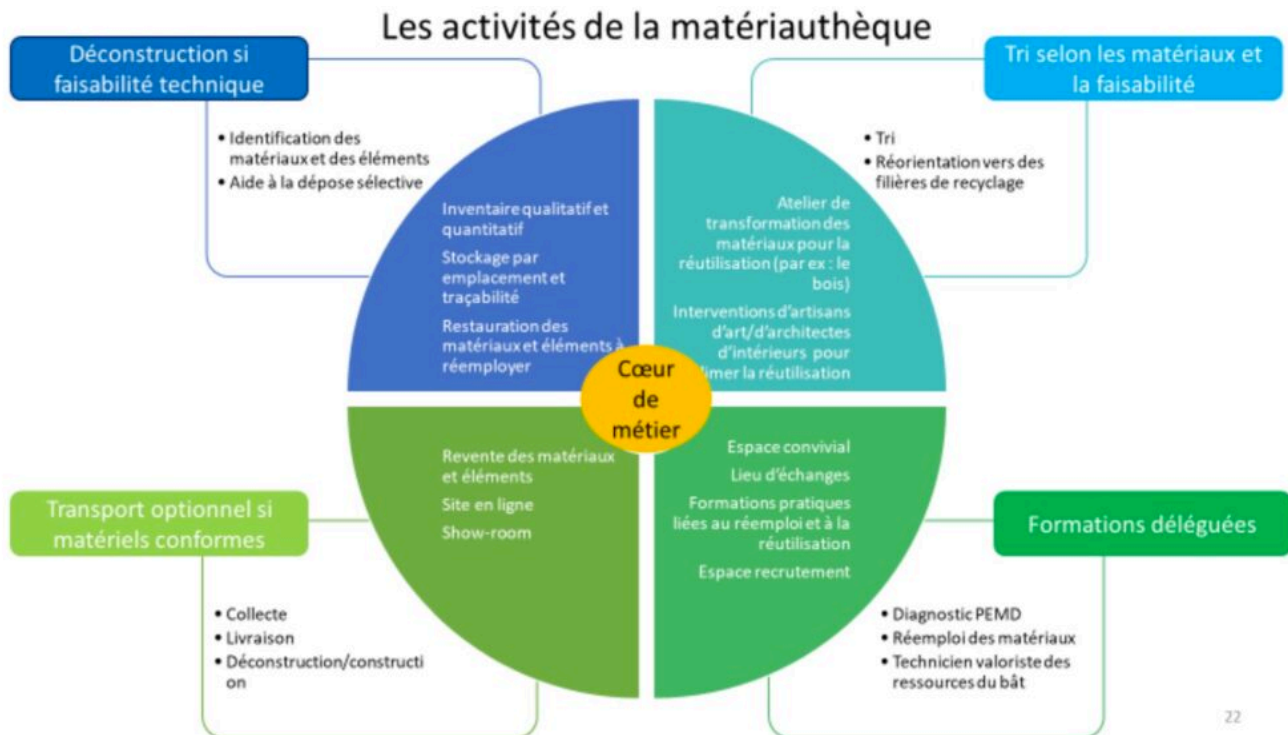 Les activités de la matériauthèque
Déconstruction si
faisabilité technique
• Identification des
matériaux et des éléments
• Aide à la dépose sélective
Inventaire qualitatif et
quantitatif
Stockage par
emplacement et
traçabilité
Restauration des
matériaux et éléments à
réemployer
Tri selon les matériaux et
la faisabilité
• Tri
• Réorientation vers des
filières de recyclage
Atelier de
transformation des
matériaux pour la
réutilisation (par ex : le
bois)
Interventions d'artisans
d'art/d'architectes
d'intérieurs pour
la réutilisation
Cœur
de
métier
Revente des matériaux
et éléments
Site en ligne
Show-room
Transport optionnel si
matériels conformes
• Collecte
• Livraison
• Déconstruction/constructi
on
Espace convivial
Lieu d'échanges
Formations pratiques
liées au réemploi et à la
réutilisation
Espace recrutement
Formations déléguées
• Diagnostic PEMD
• Réemploi des matériaux
• Technicien valoriste des
ressources du bât
22